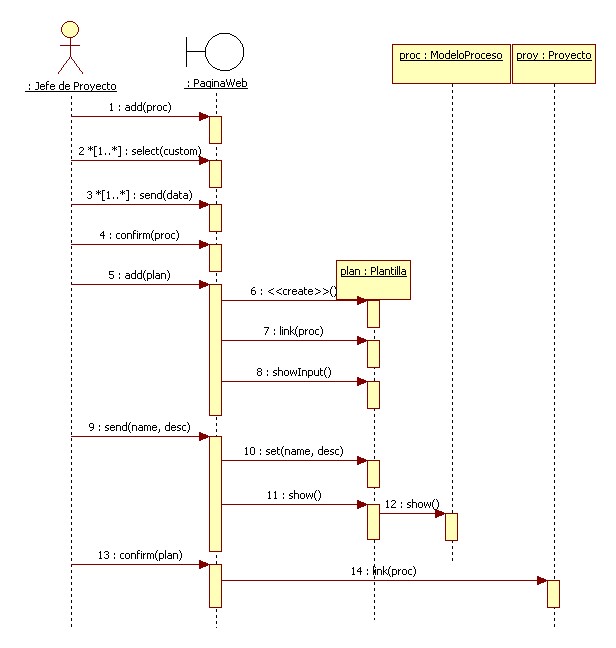 proc : ModeloProceso
proy : Proyecto
: Jefe de Proyecto
: PaginaWeb
1 : add(proc)
2 *[1..*] : select(custom)
3 *[1..*] : send(data)
4 : confirm(proc)
5 : add(plan)
plan : Plantilla
6 : <<create>>()
7 : link(proc)
8 : showInput()
9 : send(name, desc)
10 : set(name, desc)
11 : show()
12 : show()
13 : confirm(plan)
14 : link(proc)